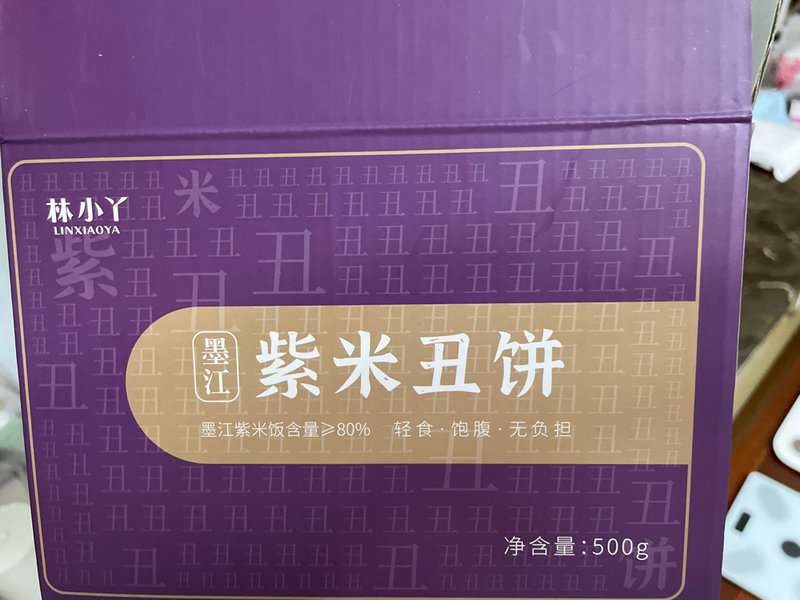 林小丫
LINXIAOYA
墨江
紫米丑饼
墨江紫米饭含量≥80% 轻食·饱腹·无负担
净含量:500g